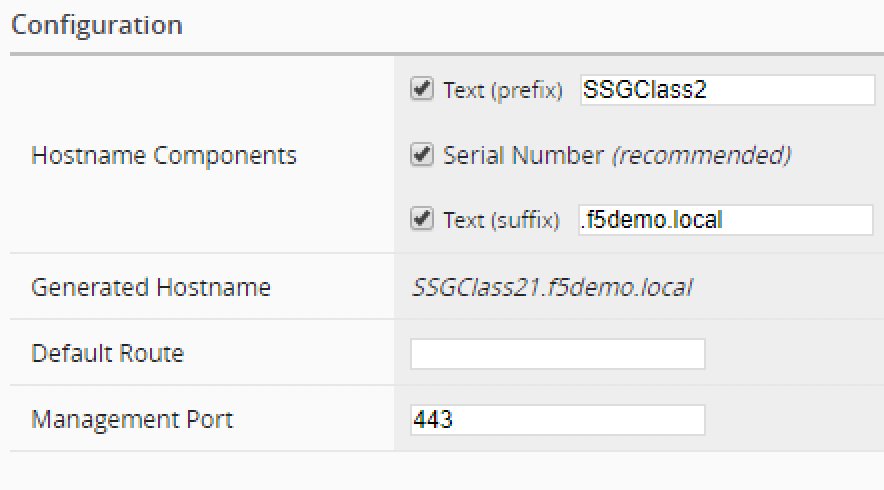 Configuration
Hostname Components
Text (prefix) SSGClass2
Serial Number (recommended)
Text (suffix) .f5demo.local
Generated Hostname SSGClass21.f5demo.local
Default Route
Management Port 443